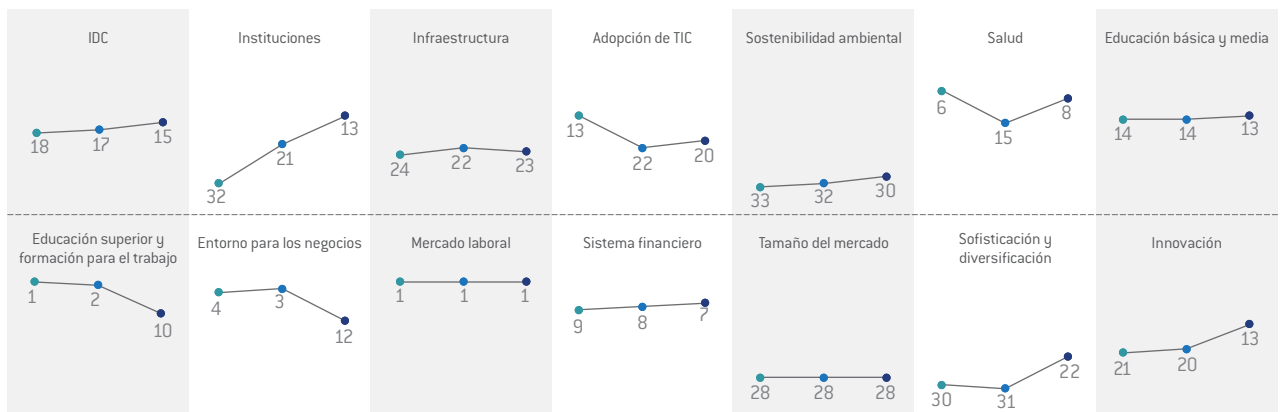 IDC
18
17
15
Instituciones
32
21
13
Infraestructura
24
22
23
Adopción de TIC
13
22
20
Sostenibilidad ambiental
33
32
30
Salud
6
15
8
Educación básica y media
14
14
13
Educación superior y
formación para el trabajo
1
2
10
Entorno para los negocios
4
3
12
Mercado laboral
1
1
1
Sistema financiero
9
8
7
Tamaño del mercado
28
28
28
Sofisticación y
diversificación
30
31
22
Innovación
21
20
13